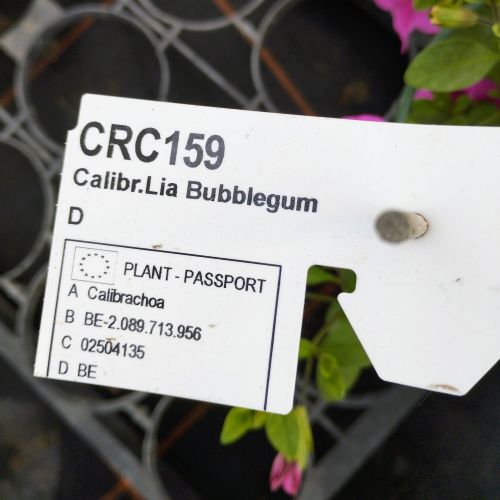 CRC159
Calibr.Lia Bubblegum
D
PLANT - PASSPORT
A Calibrachoa
B BE-2.089.713.956
C 02504135
D BE